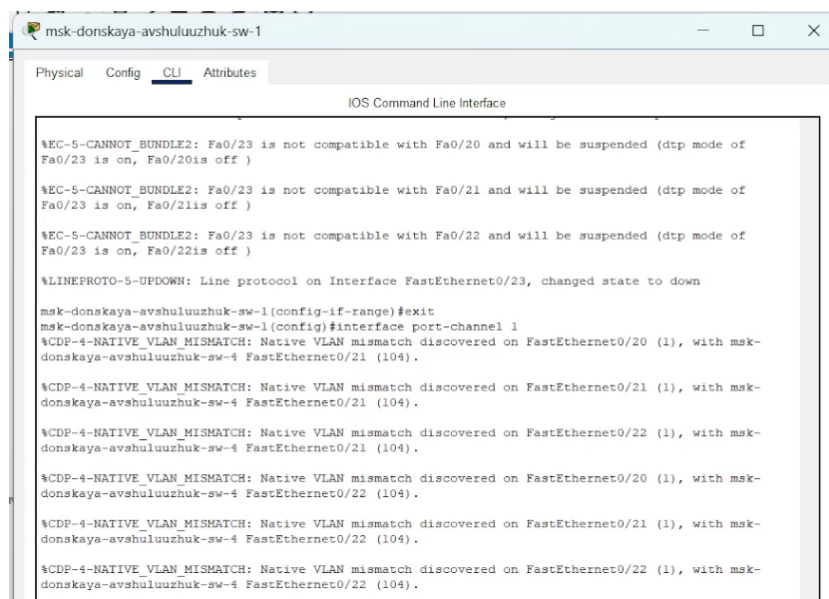 msk-donskaya-avshuluuzhuk-sw-1
Physical Config CLI Attributes
IOS Command Line Interface
%EC-5-CANNOT_BUNDLE2: Fa0/23 is not compatible with Fa0/20 and will be suspended (dtp mode of
Fa0/23 is on, Fa0/20is off )
%EC-5-CANNOT_BUNDLE2: Fa0/23 is not compatible with Fa0/21 and will be suspended (dtp mode of
Fa0/23 is on, Fa0/21is off )
%EC-5-CANNOT_BUNDLE2: Fa0/23 is not compatible with Fa0/22 and will be suspended (dtp mode of
Fa0/23 is on, Fa0/22is off )
%LINEPROTO-5-UPDOWN: Line protocol on Interface FastEthernet0/23, changed state to down
msk-donskaya-avshuluuzhuk-sw-1(config-if-range)#exit
msk-donskaya-avshuluuzhuk-sw-1(config)#interface port-channel 1
%CDP-4-NATIVE_VLAN_MISMATCH: Native VLAN mismatch discovered on FastEthernet0/20 (1), with msk-
donskaya-avshuluuzhuk-sw-4 FastEthernet0/21 (104).
%CDP-4-NATIVE_VLAN_MISMATCH: Native VLAN mismatch discovered on FastEthernet0/21 (1), with msk-
donskaya-avshuluuzhuk-sw-4 FastEthernet0/21 (104).
%CDP-4-NATIVE_VLAN_MISMATCH: Native VLAN mismatch discovered on FastEthernet0/22 (1), with msk-
donskaya-avshuluuzhuk-sw-4 FastEthernet0/21 (104).
%CDP-4-NATIVE_VLAN_MISMATCH: Native VLAN mismatch discovered on FastEthernet0/20 (1), with msk-
donskaya-avshuluuzhuk-sw-4 FastEthernet0/22 (104).
%CDP-4-NATIVE_VLAN_MISMATCH: Native VLAN mismatch discovered on FastEthernet0/21 (1), with msk-
donskaya-avshuluuzhuk-sw-4 FastEthernet0/22 (104).
%CDP-4-NATIVE_VLAN_MISMATCH: Native VLAN mismatch discovered on FastEthernet0/22 (1), with msk-
donskaya-avshuluuzhuk-sw-4 FastEthernet0/22 (104).